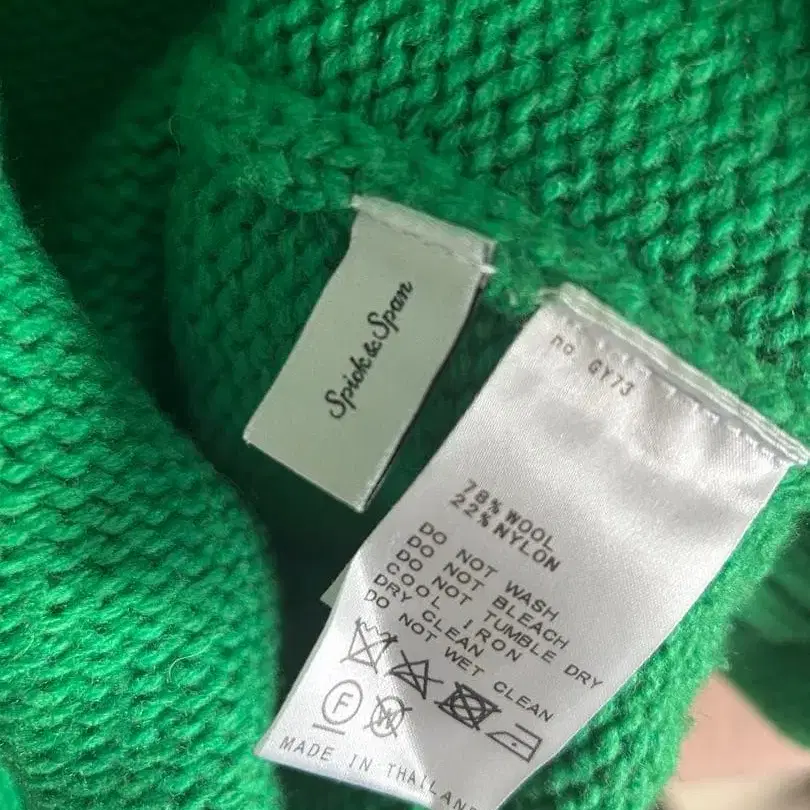 Spick & Span
no. GY73
78% WOOL
22% NYLON
DO NOT WASH
DO NOT BLEACH
DO NOT TUMBLE DRY
COOL IRON
DRY CLEAN
DO NOT WET CLEAN
F
W
MADE IN THAILAND